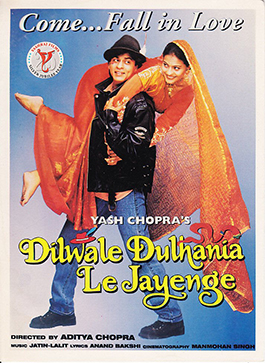 Come...Fall in Love
YASH CHOPRA'S
Dilwale Dulhania
Le Jayenge
DIRECTED BY ADITYA CHOPRA
MUSIC JATIN-LALIT LYRICS ANAND BAKSHI CINEMATOGRAPHY MANMOHAN SINGH